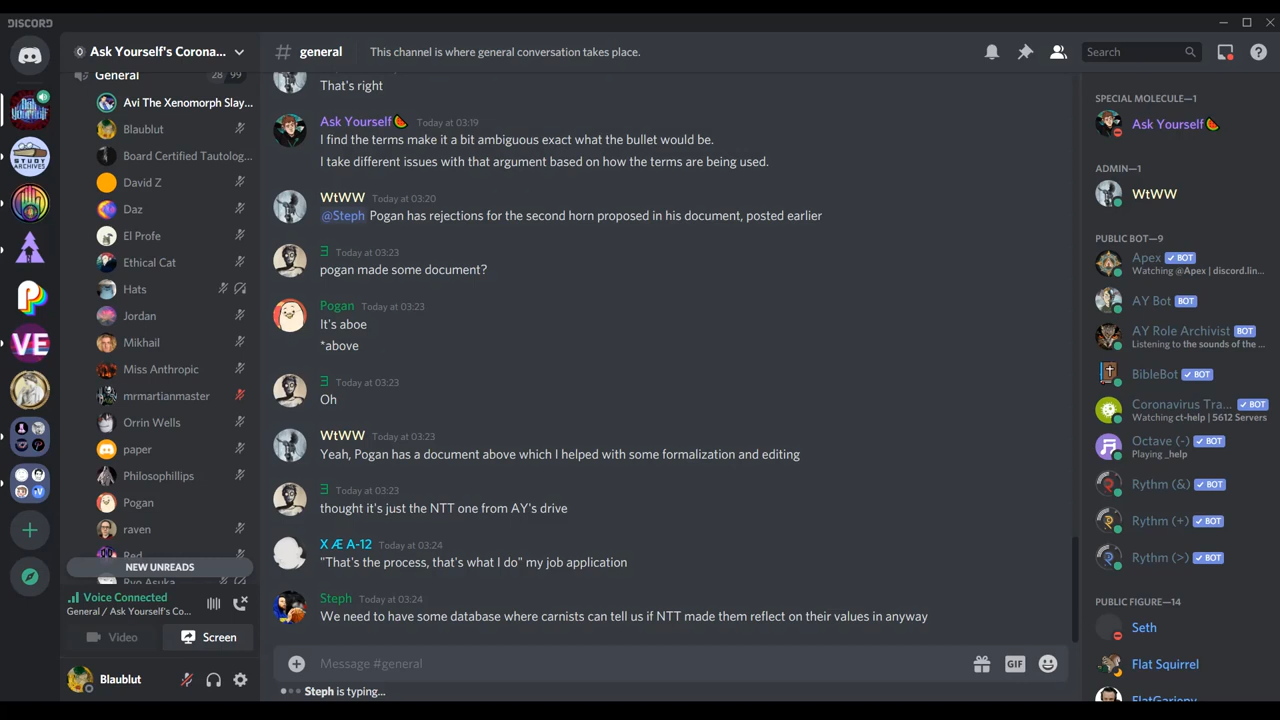 DISCORD
Ask Yourself's Corona...
general
This channel is where general conversation takes place.
Search
General
28 99
Avi The Xenomorph Slay...
Blaublut
Board Certified Tautolog...
David Z
Daz
El Profe
Ethical Cat
Hats
Jordan
Mikhail
Miss Anthropic
mrmartianmaster
Orrin Wells
paper
Philosophillips
Pogan
raven
Red
Ryo Asuka
NEW UNREADS
Voice Connected
General / Ask Yourself's Co...
Video
Screen
Blaublut
VE
That's right
Ask Yourself🍉 Today at 03:19
I find the terms make it a bit ambiguous exact what the bullet would be.
I take different issues with that argument based on how the terms are being used.
WtWW Today at 03:20
@Steph Pogan has rejections for the second horn proposed in his document, posted earlier
∃ Today at 03:23
pogan made some document?
Pogan Today at 03:23
It's aboe
*above
∃ Today at 03:23
Oh
WtWW Today at 03:23
Yeah, Pogan has a document above which I helped with some formalization and editing
∃ Today at 03:23
thought it's just the NTT one from AY's drive
X Æ A-12 Today at 03:24
"That's the process, that's what I do" my job application
Steph Today at 03:24
We need to have some database where carnists can tell us if NTT made them reflect on their values in anyway
Message #general
GIF
Steph is typing...
SPECIAL MOLECULE—1
Ask Yourself🍉
ADMIN—1
WtWW
PUBLIC BOT—9
Apex ✓ BOT
Watching @Apex | discord.lin...
AY Bot BOT
AY Role Archivist BOT
Listening to the sounds of the ...
BibleBot ✓ BOT
Coronavirus Tra... ✓ BOT
Watching ct-help | 5612 Servers
Octave (-) ✓ BOT
Playing _help
Rythm (&) ✓ BOT
Rythm (+) ✓ BOT
Rythm (>) ✓ BOT
PUBLIC FIGURE—14
Seth
Flat Squirrel